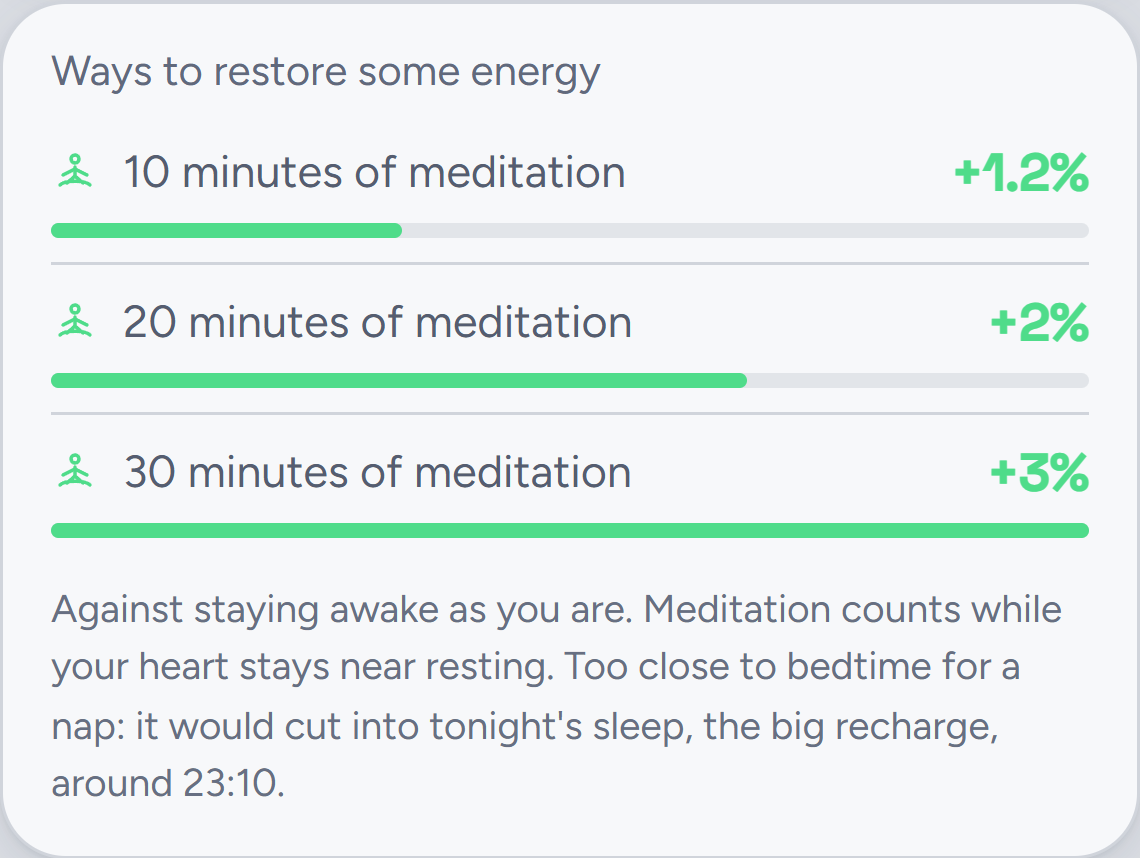 Ways to restore some energy
10 minutes of meditation +1.2%
20 minutes of meditation +2%
30 minutes of meditation +3%
Against staying awake as you are. Meditation counts while
your heart stays near resting. Too close to bedtime for a
nap: it would cut into tonight's sleep, the big recharge,
around 23:10.